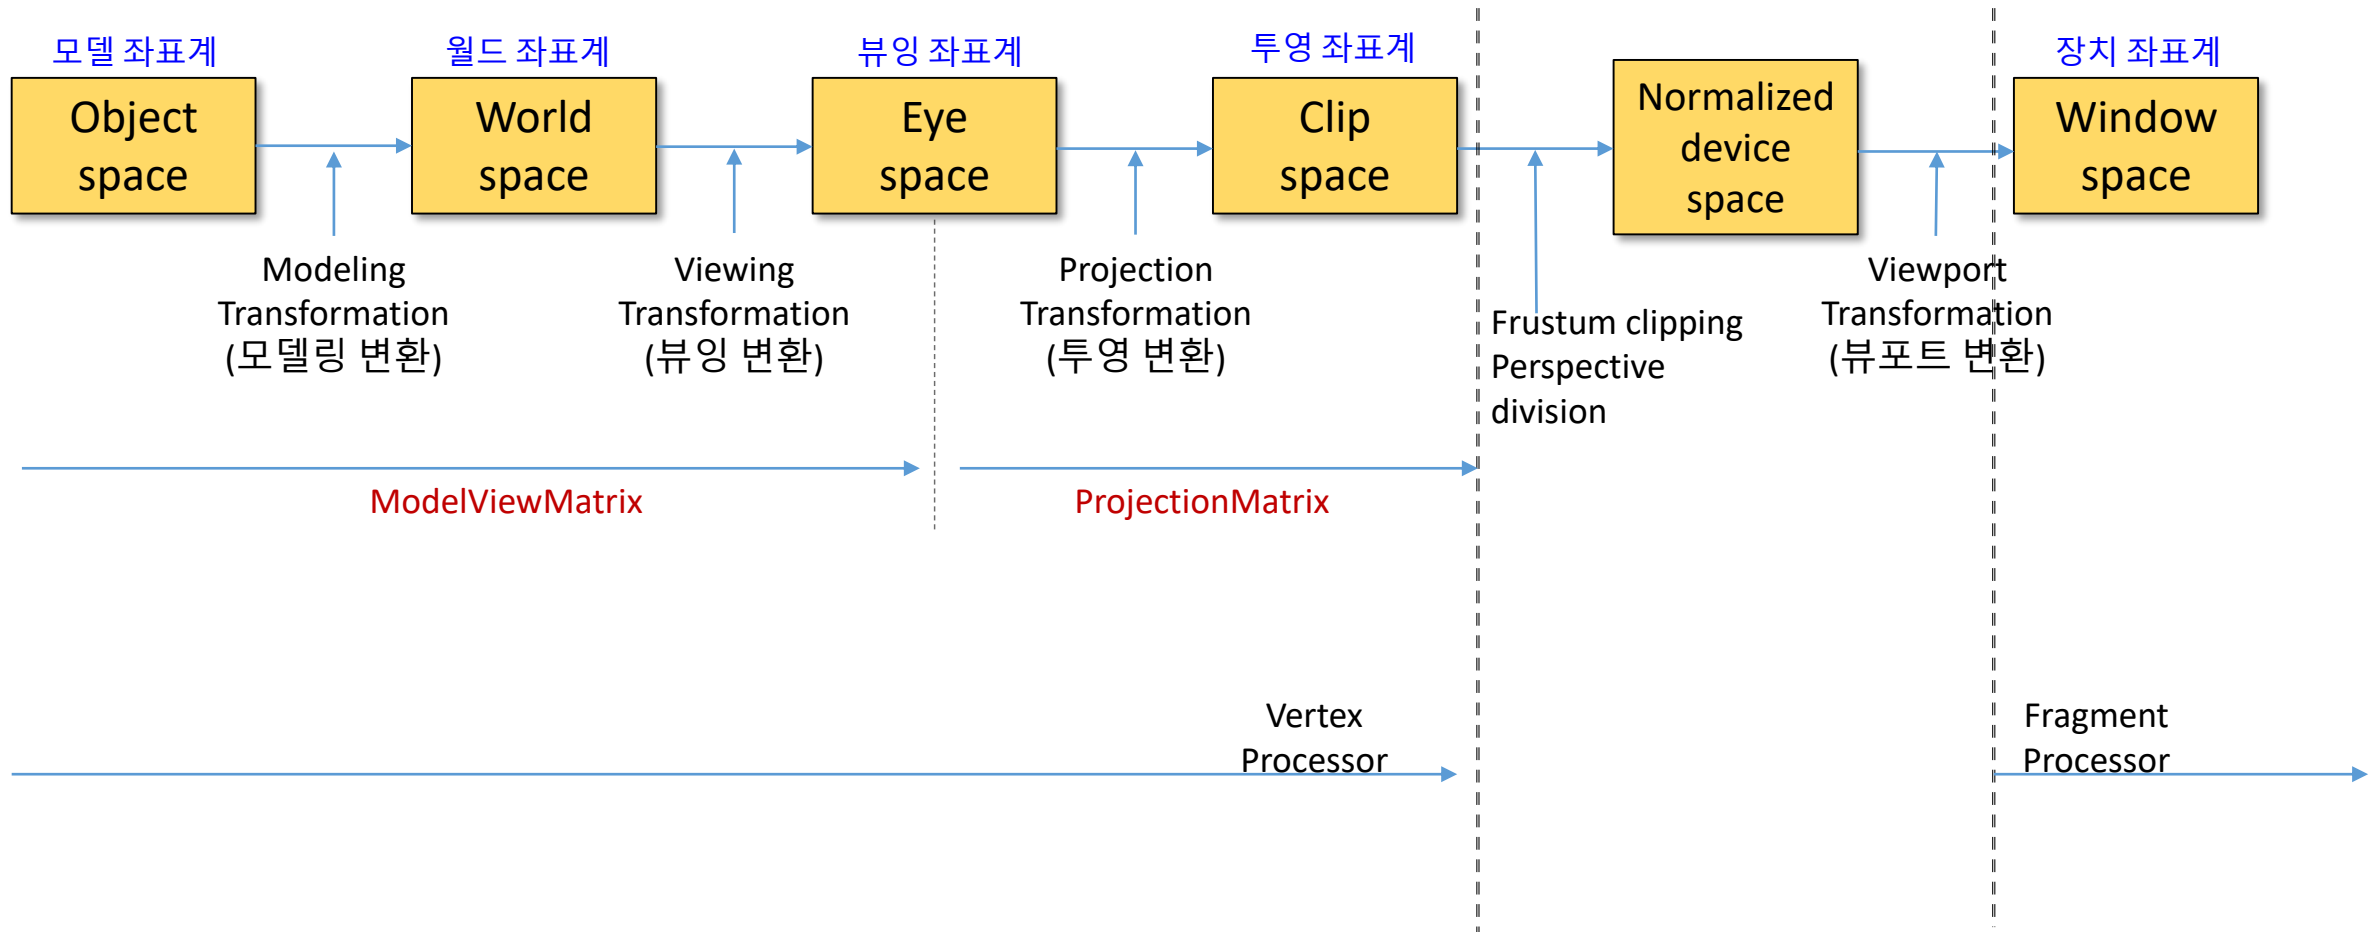 모델 좌표계
월드 좌표계
뷰잉 좌표계
투영 좌표계
장치 좌표계
Object
space
World
space
Eye
space
Clip
space
Normalized
device
space
Window
space
Modeling
Transformation
(모델링 변환)
Viewing
Transformation
(뷰잉 변환)
Projection
Transformation
(투영 변환)
Frustum clipping
Perspective
division
Viewport
Transformation
(뷰포트 변환)
ModelViewMatrix
ProjectionMatrix
Vertex
Processor
Fragment
Processor